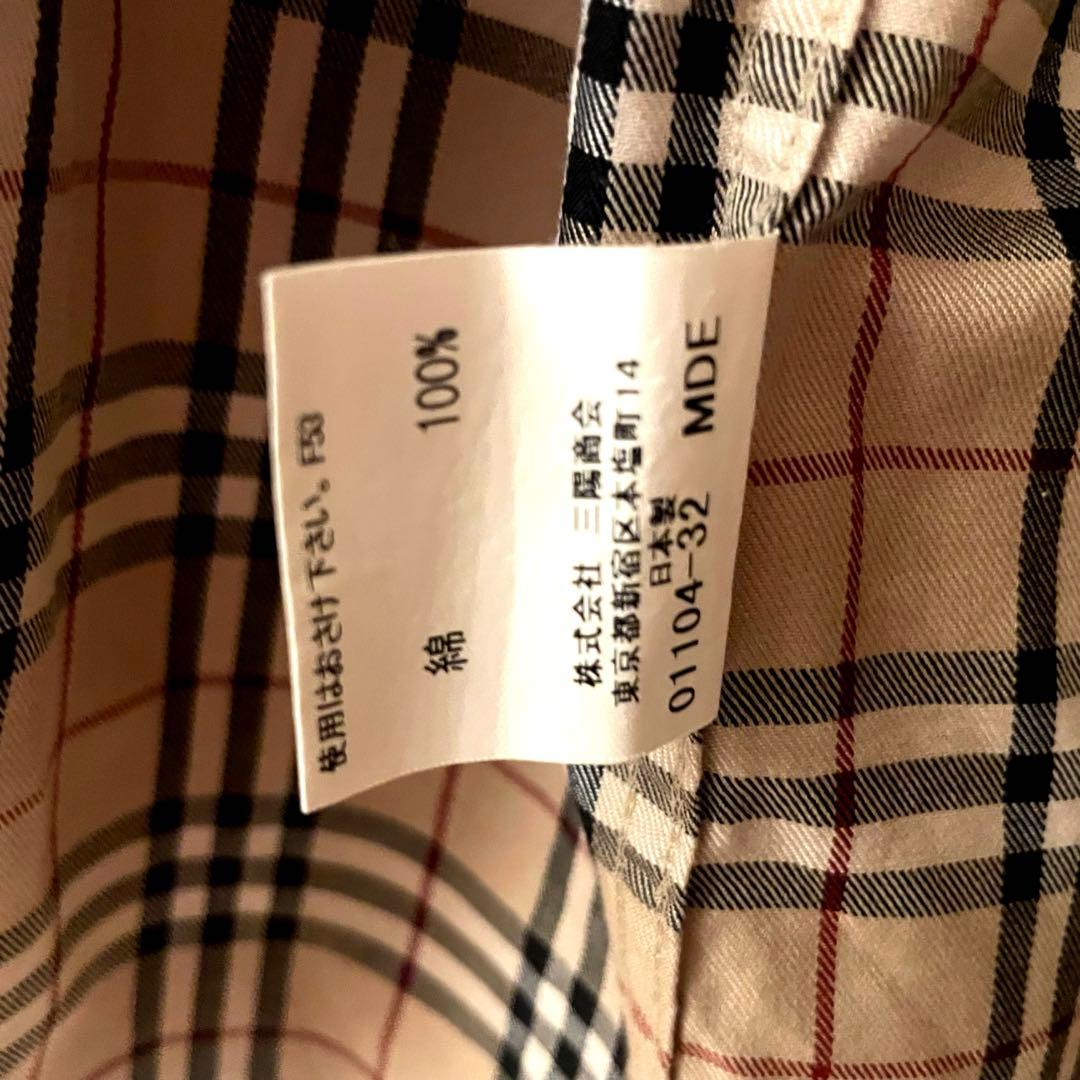 使用はおさけ下さい。F53
綿 100%
株式会社 三陽商会
東京都新宿区本塩町14
日本製
01104-32 MDE